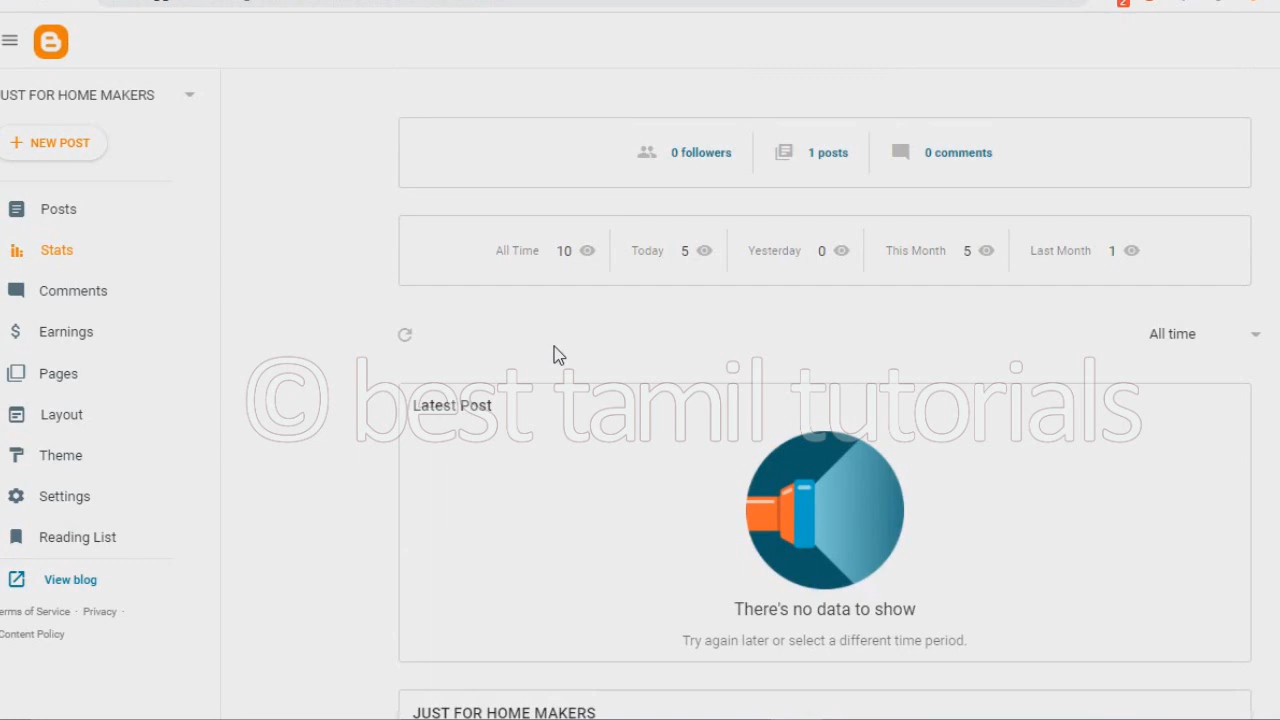 2
JUST FOR HOME MAKERS
NEW POST
0 followers
1 posts
0 comments
All Time 10
Today 5
Yesterday 0
This Month 5
Last Month 1
Posts
Stats
Comments
Earnings
Pages
Layout
Theme
Settings
Reading List
View blog
Terms of Service · Privacy ·
Content Policy
All time
© best tamil tutorials
Latest Post
There's no data to show
Try again later or select a different time period.
JUST FOR HOME MAKERS